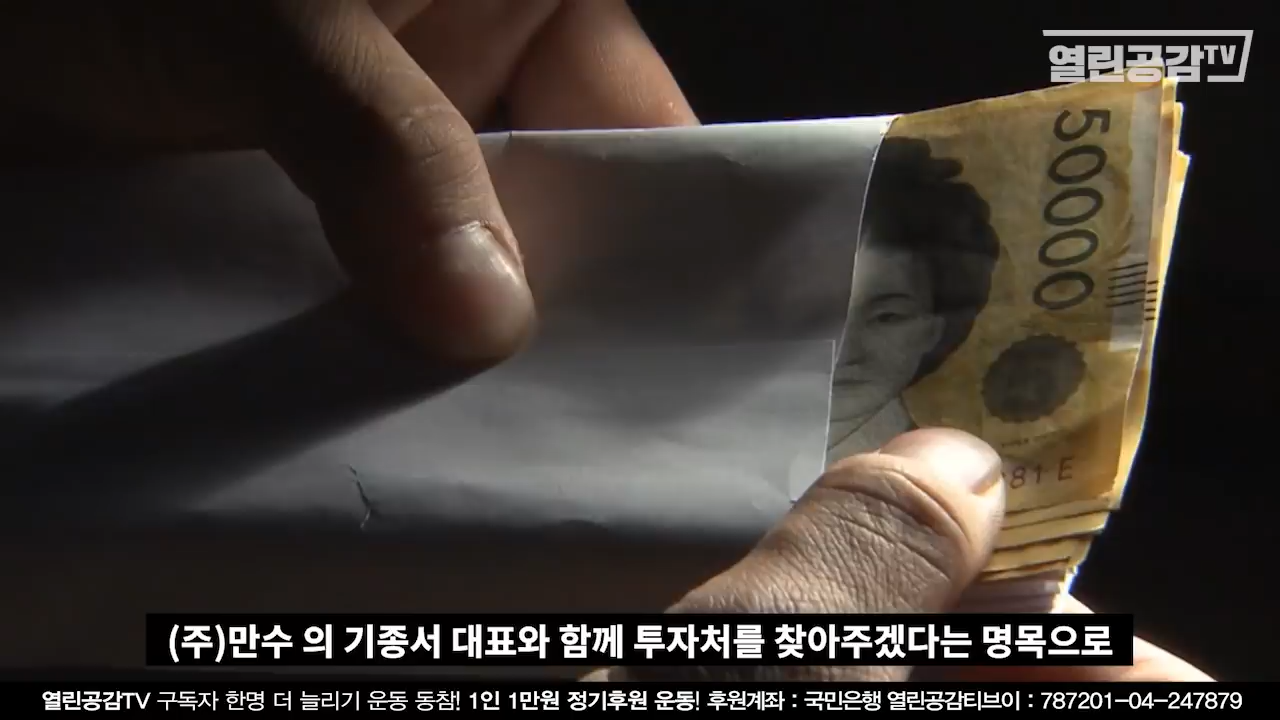 열린공감TV
50000
81 E
(주)만수 의 기종서 대표와 함께 투자처를 찾아주겠다는 명목으로
열린공감TV 구독자 한명 더 늘리기 운동 동참! 1인 1만원 정기후원 운동! 후원계좌 : 국민은행 열린공감티브이 : 787201-04-247879